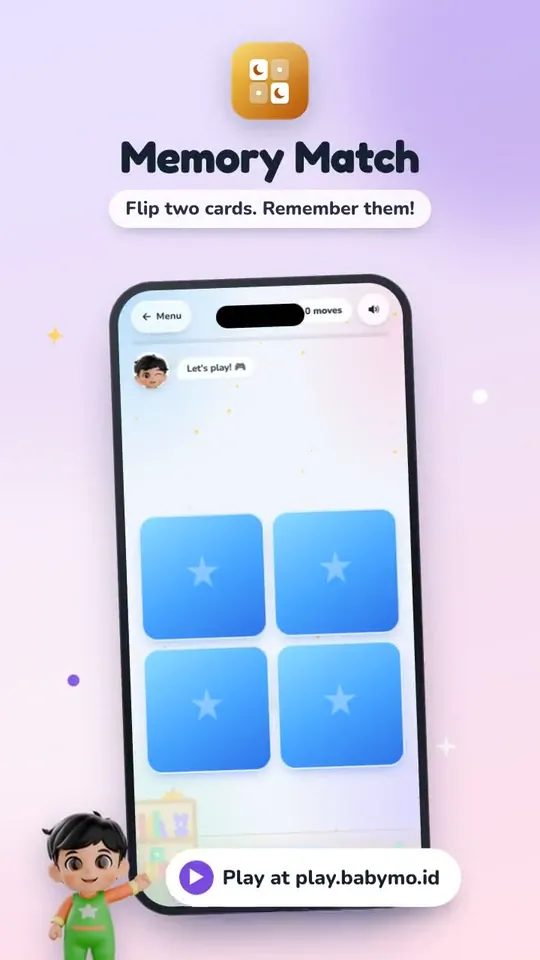 Memory Match
Flip two cards. Remember them!
← Menu
0 moves
Let's play! 🎮
Play at play.babymo.id